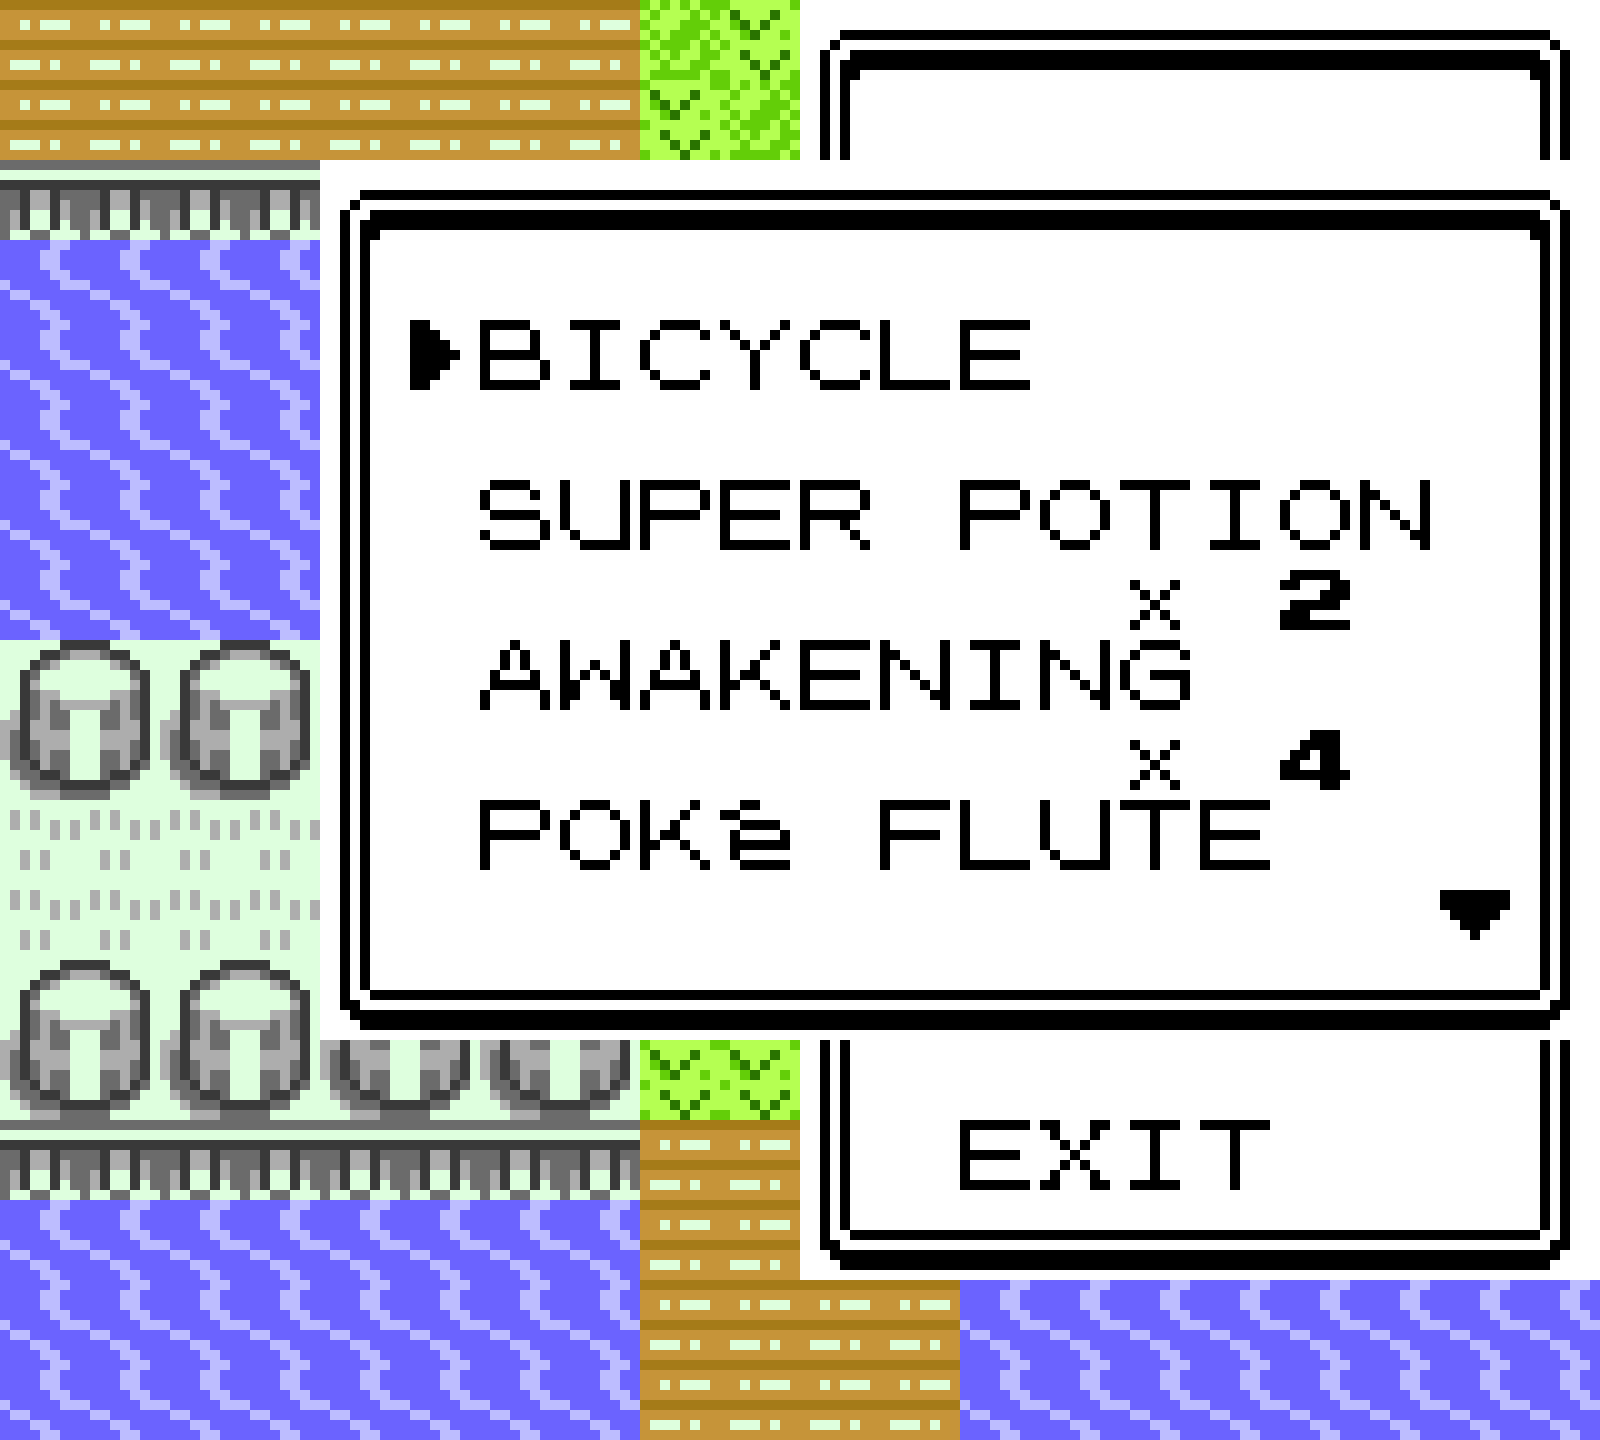 ▶BICYCLE
SUPER POTION
× 2
AWAKENING
× 4
POKé FLUTE
▼
EXIT